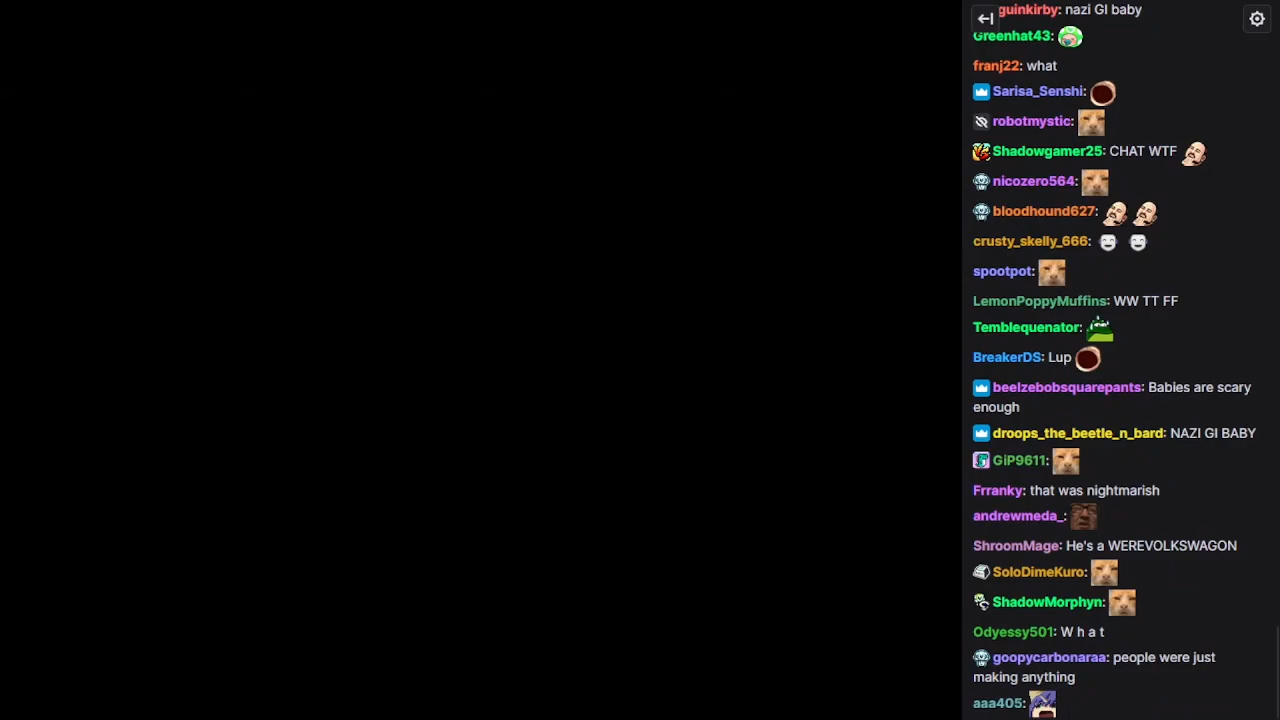 guinkirby: nazi GI baby
Greenhat43:
franj22: what
Sarisa_Senshi:
robotmystic:
Shadowgamer25: CHAT WTF
nicozero564:
bloodhound627:
crusty_skelly_666:
spootpot:
LemonPoppyMuffins: WW TT FF
Temblequenator:
BreakerDS: Lup
beelzebobsquarepants: Babies are scary
enough
droops_the_beetle_n_bard: NAZI GI BABY
GiP9611:
Frranky: that was nightmarish
andrewmeda_:
ShroomMage: He's a WEREVOLKSWAGON
SoloDimeKuro:
ShadowMorphyn:
Odyessy501: W h a t
goopycarbonaraa: people were just
making anything
aaa405: